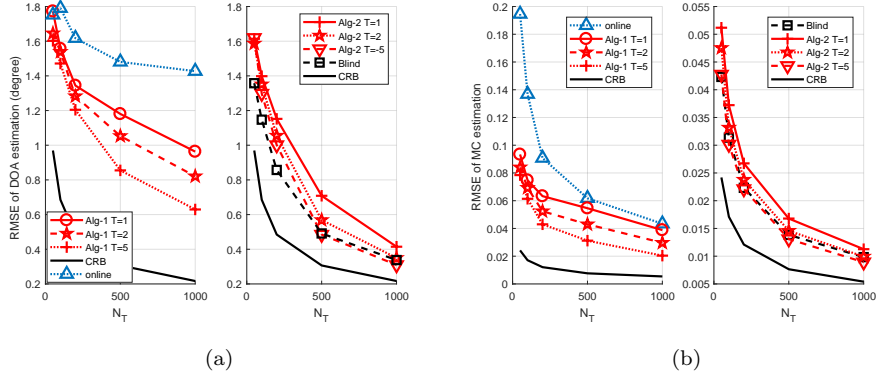 RMSE of DOA estimation (degree)
1.8
1.6
1.4
1.2
1
0.8
0.6
0.4
0.2
0
500
1000
N_T
Alg-1 T=1
Alg-1 T=2
Alg-1 T=5
CRB
online
1.8
1.6
1.4
1.2
1
0.8
0.6
0.4
0.2
0
500
1000
N_T
Alg-2 T=1
Alg-2 T=2
Alg-2 T=-5
Blind
CRB
(a)
RMSE of MC estimation
0.2
0.18
0.16
0.14
0.12
0.1
0.08
0.06
0.04
0.02
0
0
500
1000
N_T
online
Alg-1 T=1
Alg-1 T=2
Alg-1 T=5
CRB
0.06
0.055
0.05
0.045
0.04
0.035
0.03
0.025
0.02
0.015
0.01
0.005
0
500
1000
N_T
Blind
Alg-2 T=1
Alg-2 T=2
Alg-2 T=5
CRB
(b)